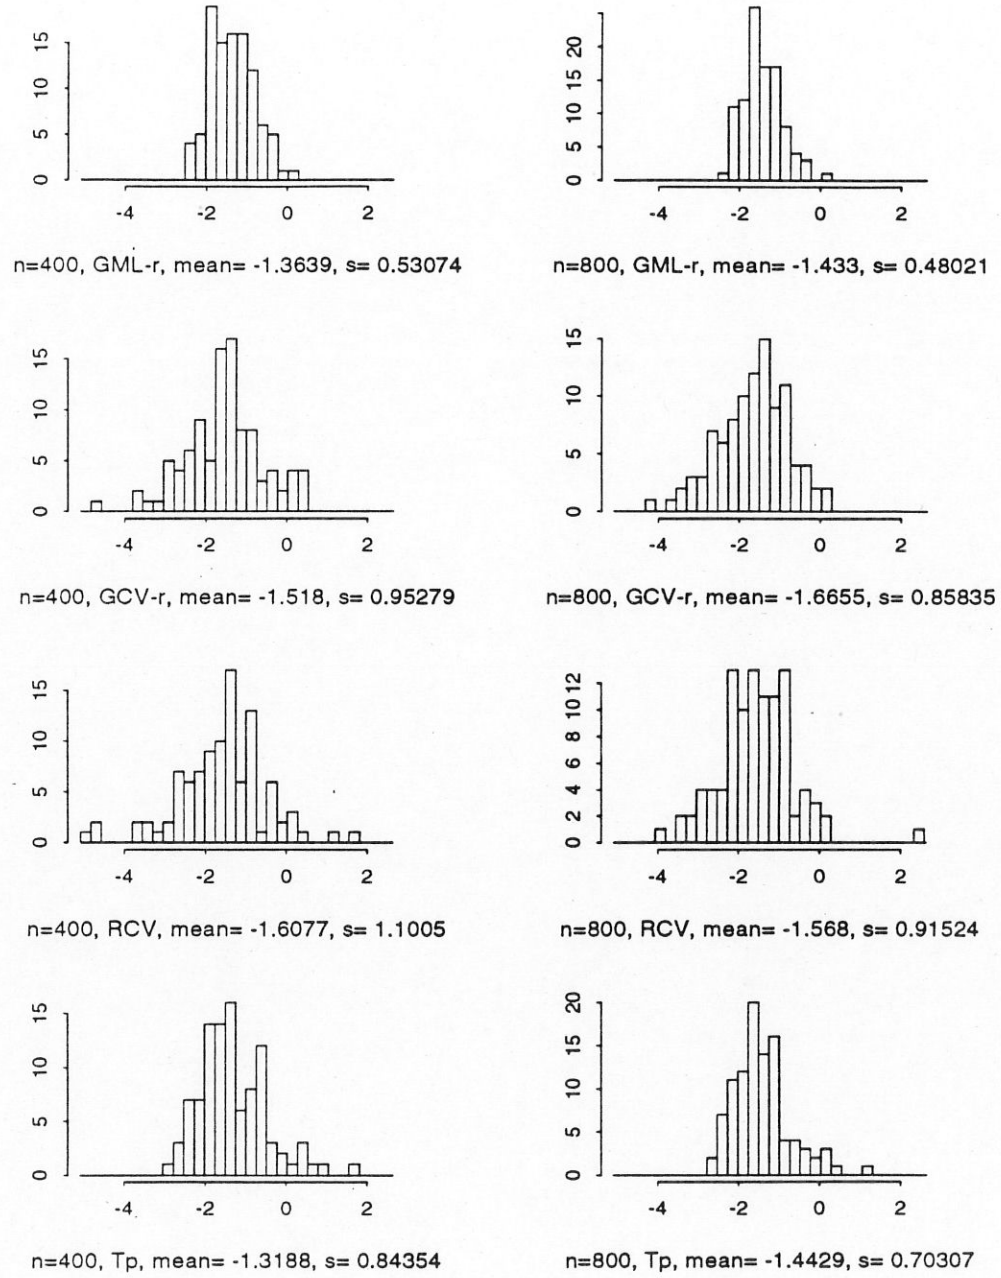 15
10
5
0
-4 -2 0 2
n=400, GML-r, mean= -1.3639, s= 0.53074
20
15
10
5
0
-4 -2 0 2
n=800, GML-r, mean= -1.433, s= 0.48021
15
10
5
0
-4 -2 0 2
n=400, GCV-r, mean= -1.518, s= 0.95279
15
10
5
0
-4 -2 0 2
n=800, GCV-r, mean= -1.6655, s= 0.85835
15
10
5
0
-4 -2 0 2
n=400, RCV, mean= -1.6077, s= 1.1005
12
10
8
6
4
2
0
-4 -2 0 2
n=800, RCV, mean= -1.568, s= 0.91524
15
10
5
0
-4 -2 0 2
n=400, Tp, mean= -1.3188, s= 0.84354
20
15
10
5
0
-4 -2 0 2
n=800, Tp, mean= -1.4429, s= 0.70307